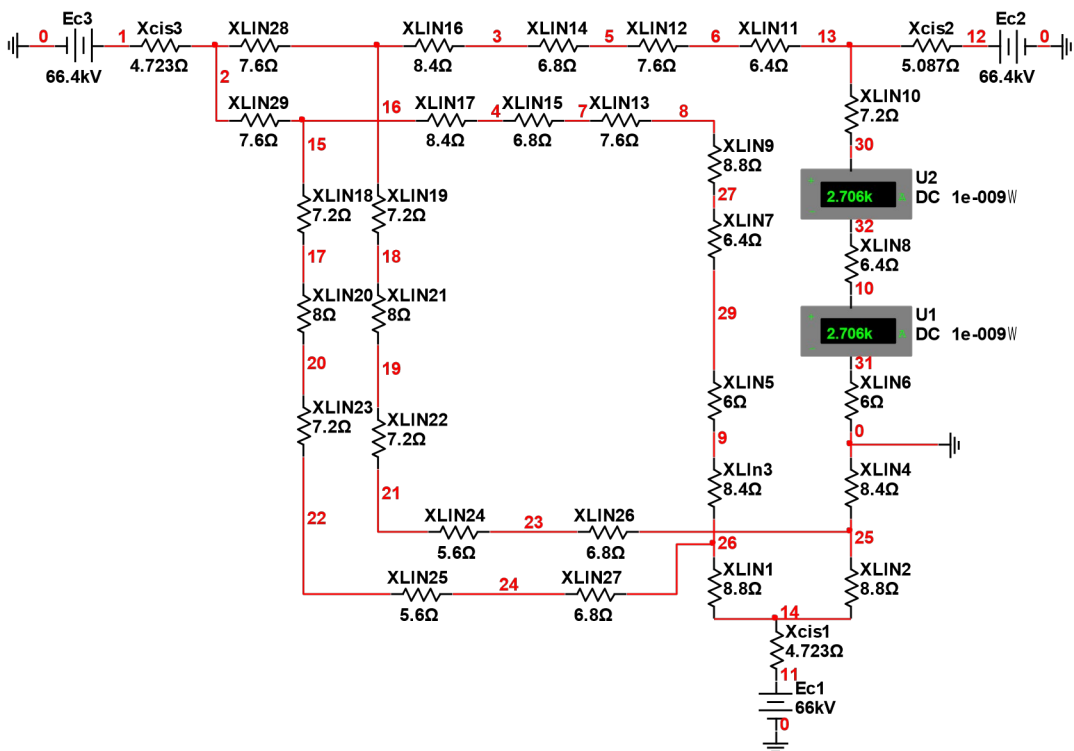 Ec3
Ec2
0
1
Xcis3
XLIN28
XLIN16
3
XLIN14
5
XLIN12
6
XLIN11
13
Xcis2
12
0
66.4kV
4.723Ω
7.6Ω
8.4Ω
6.8Ω
7.6Ω
6.4Ω
5.087Ω
66.4kV
2
XLIN29
16
XLIN17
4
XLIN15
7
XLIN13
8
XLIN10
7.2Ω
7.6Ω
8.4Ω
6.8Ω
7.6Ω
15
30
XLIN9
8.8Ω
U2
2.706k
A
DC 1e-009W
XLIN18
7.2Ω
XLIN19
7.2Ω
27
XLIN7
6.4Ω
32
XLIN8
6.4Ω
17
18
10
XLIN20
8Ω
XLIN21
8Ω
29
U1
2.706k
A
DC 1e-009W
20
19
31
XLIN5
6Ω
XLIN6
6Ω
XLIN23
7.2Ω
XLIN22
7.2Ω
9
0
XLIn3
8.4Ω
XLIN4
8.4Ω
21
22
XLIN24
23
XLIN26
5.6Ω
6.8Ω
26
25
XLIN25
24
XLIN27
5.6Ω
6.8Ω
XLIN1
8.8Ω
XLIN2
8.8Ω
14
Xcis1
4.723Ω
11
Ec1
66kV
0